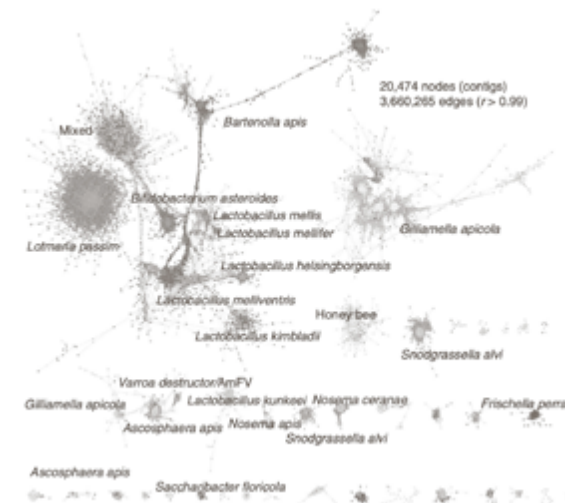 20,474 nodes (contigs)
3,660,265 edges (r > 0.99)
Bartonella apis
Mixed
Bifidobacterium asteroides
Lactobacillus mellis
Lactobacillus mellifer
Gilliamella apicola
Lotmaria passim
Lactobacillus helsingborgensis
Lactobacillus melliventris
Honey bee
Lactobacillus kimbladii
Snodgrassella alvi
Varroa destructor/AmFV
Gilliamella apicola
Lactobacillus kunkeei
Nosema ceranae
Frischella perra
Ascosphaera apis
Nosema apis
Snodgrassella alvi
Ascosphaera apis
Saccharibacter floricola